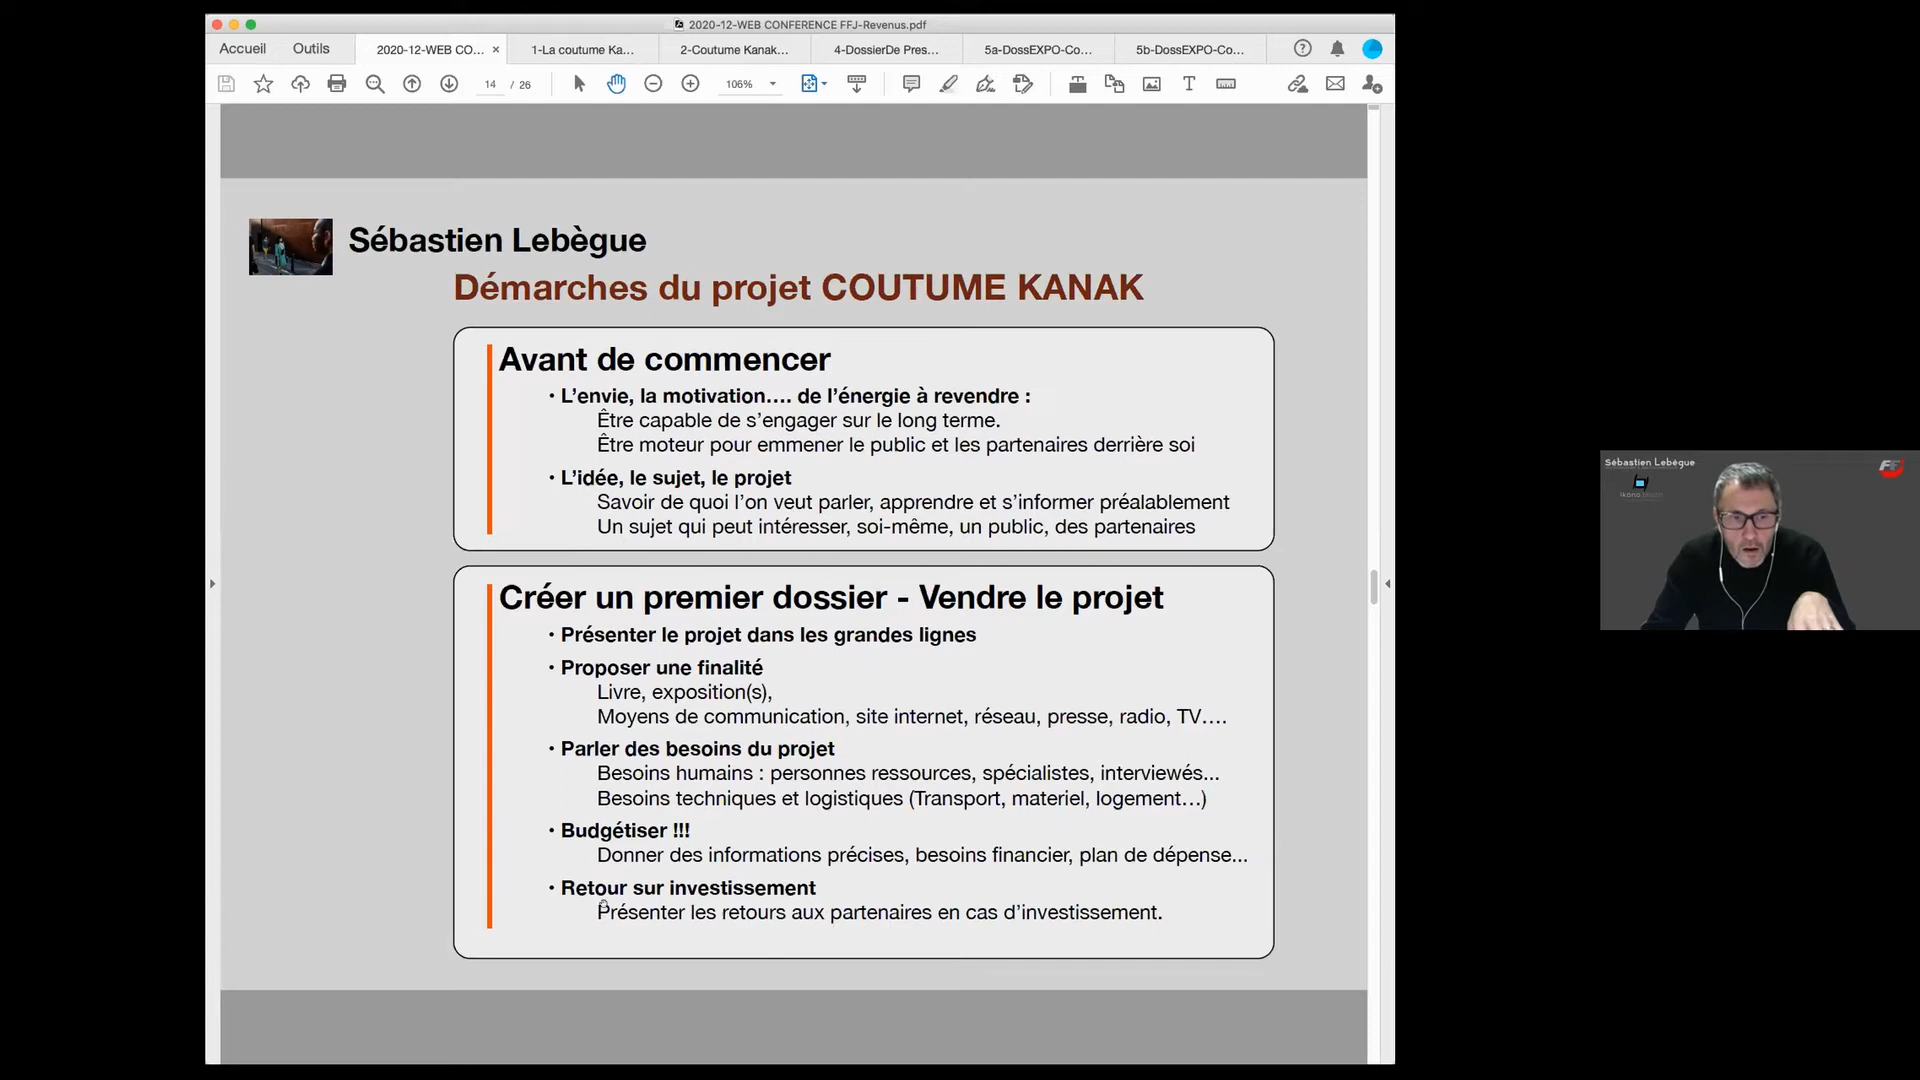 2020-12-WEB CONFERENCE FFJ-Revenus.pdf
Accueil
Outils
2020-12-WEB CO... ×
1-La coutume Ka...
2-Coutume Kanak...
4-DossierDe Pres...
5a-DossEXPO-Co...
5b-DossEXPO-Co...
14 / 26
106%
Sébastien Lebègue
Démarches du projet COUTUME KANAK
Avant de commencer
• L’envie, la motivation…. de l’énergie à revendre :
Être capable de s’engager sur le long terme.
Être moteur pour emmener le public et les partenaires derrière soi
• L’idée, le sujet, le projet
Savoir de quoi l’on veut parler, apprendre et s’informer préalablement
Un sujet qui peut intéresser, soi-même, un public, des partenaires
Créer un premier dossier - Vendre le projet
• Présenter le projet dans les grandes lignes
• Proposer une finalité
Livre, exposition(s),
Moyens de communication, site internet, réseau, presse, radio, TV….
• Parler des besoins du projet
Besoins humains : personnes ressources, spécialistes, interviewés...
Besoins techniques et logistiques (Transport, materiel, logement…)
• Budgétiser !!!
Donner des informations précises, besoins financier, plan de dépense...
• Retour sur investissement
Présenter les retours aux partenaires en cas d’investissement.
Sébastien Lebègue
FFJ